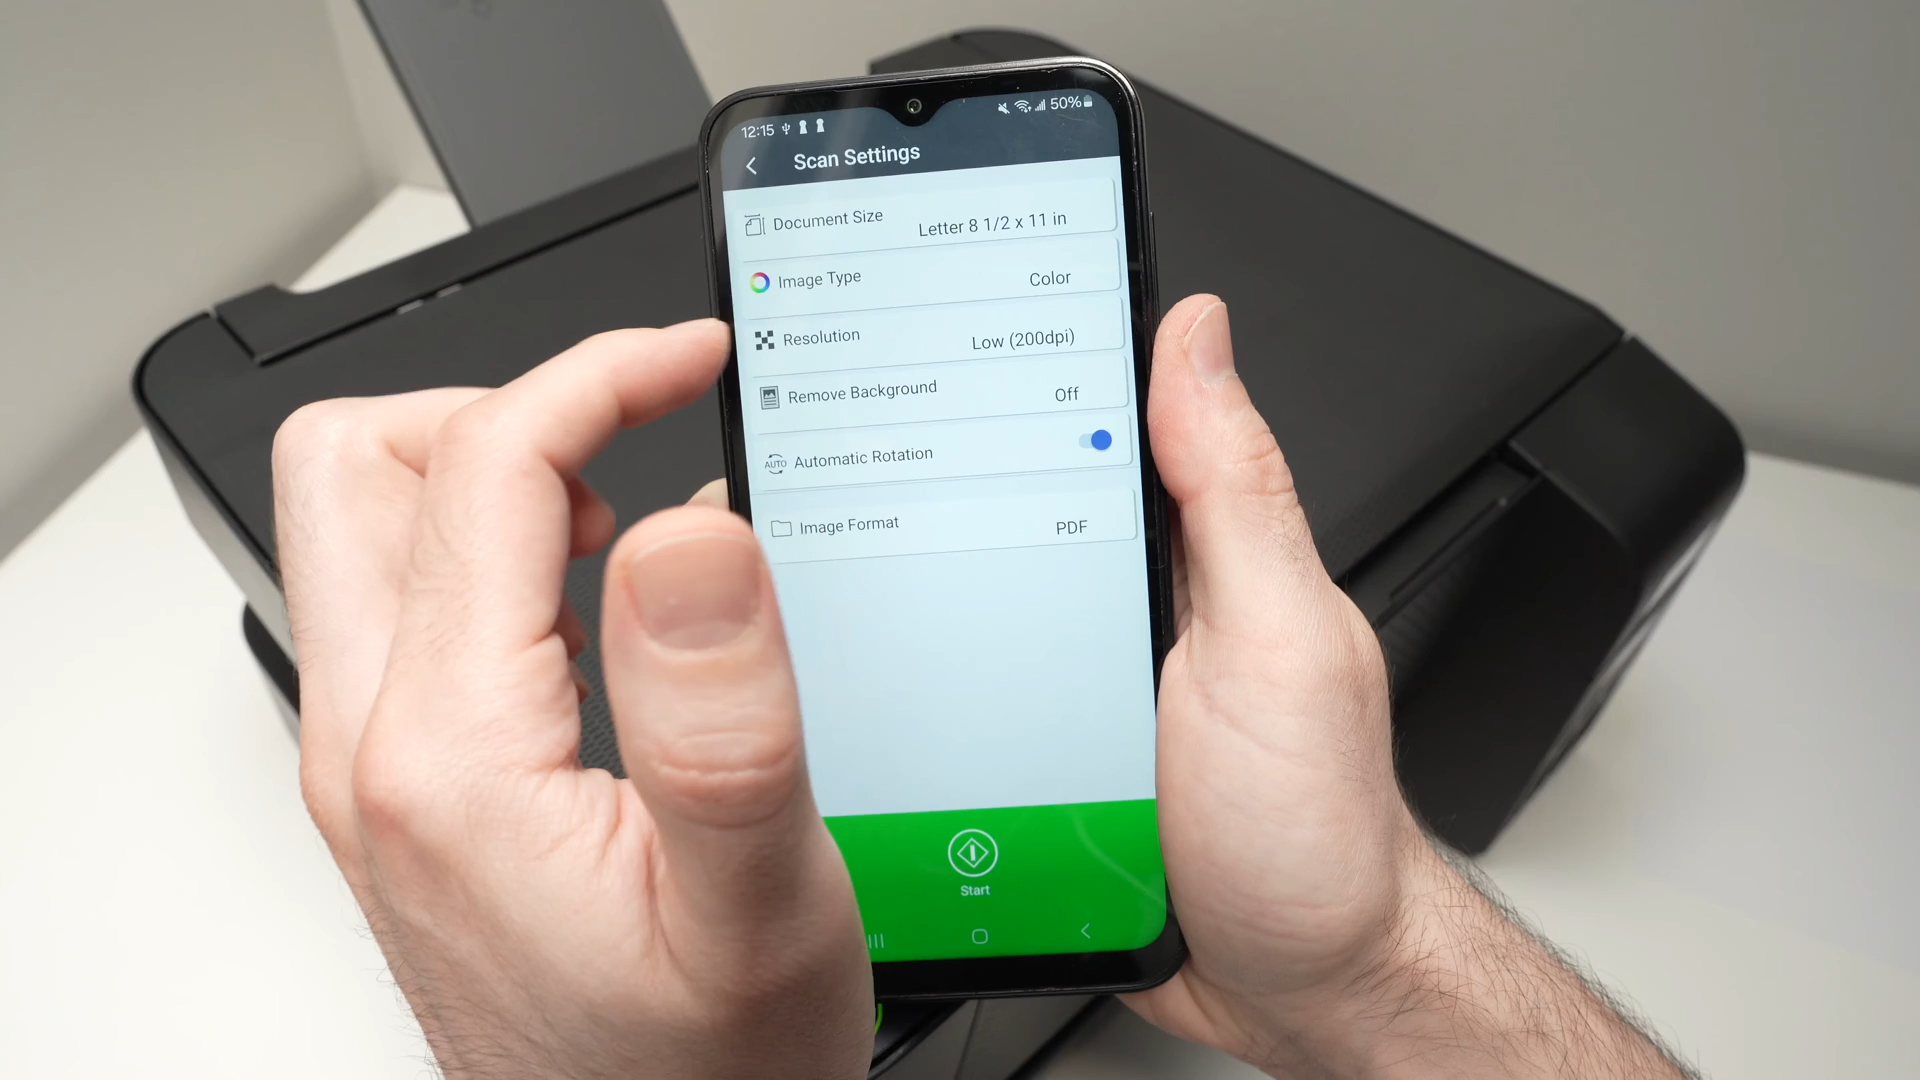 12:15 50%
Scan Settings
Document Size Letter 8 1/2 x 11 in
Image Type Color
Resolution Low (200dpi)
Remove Background Off
AUTO Automatic Rotation
Image Format PDF
Start